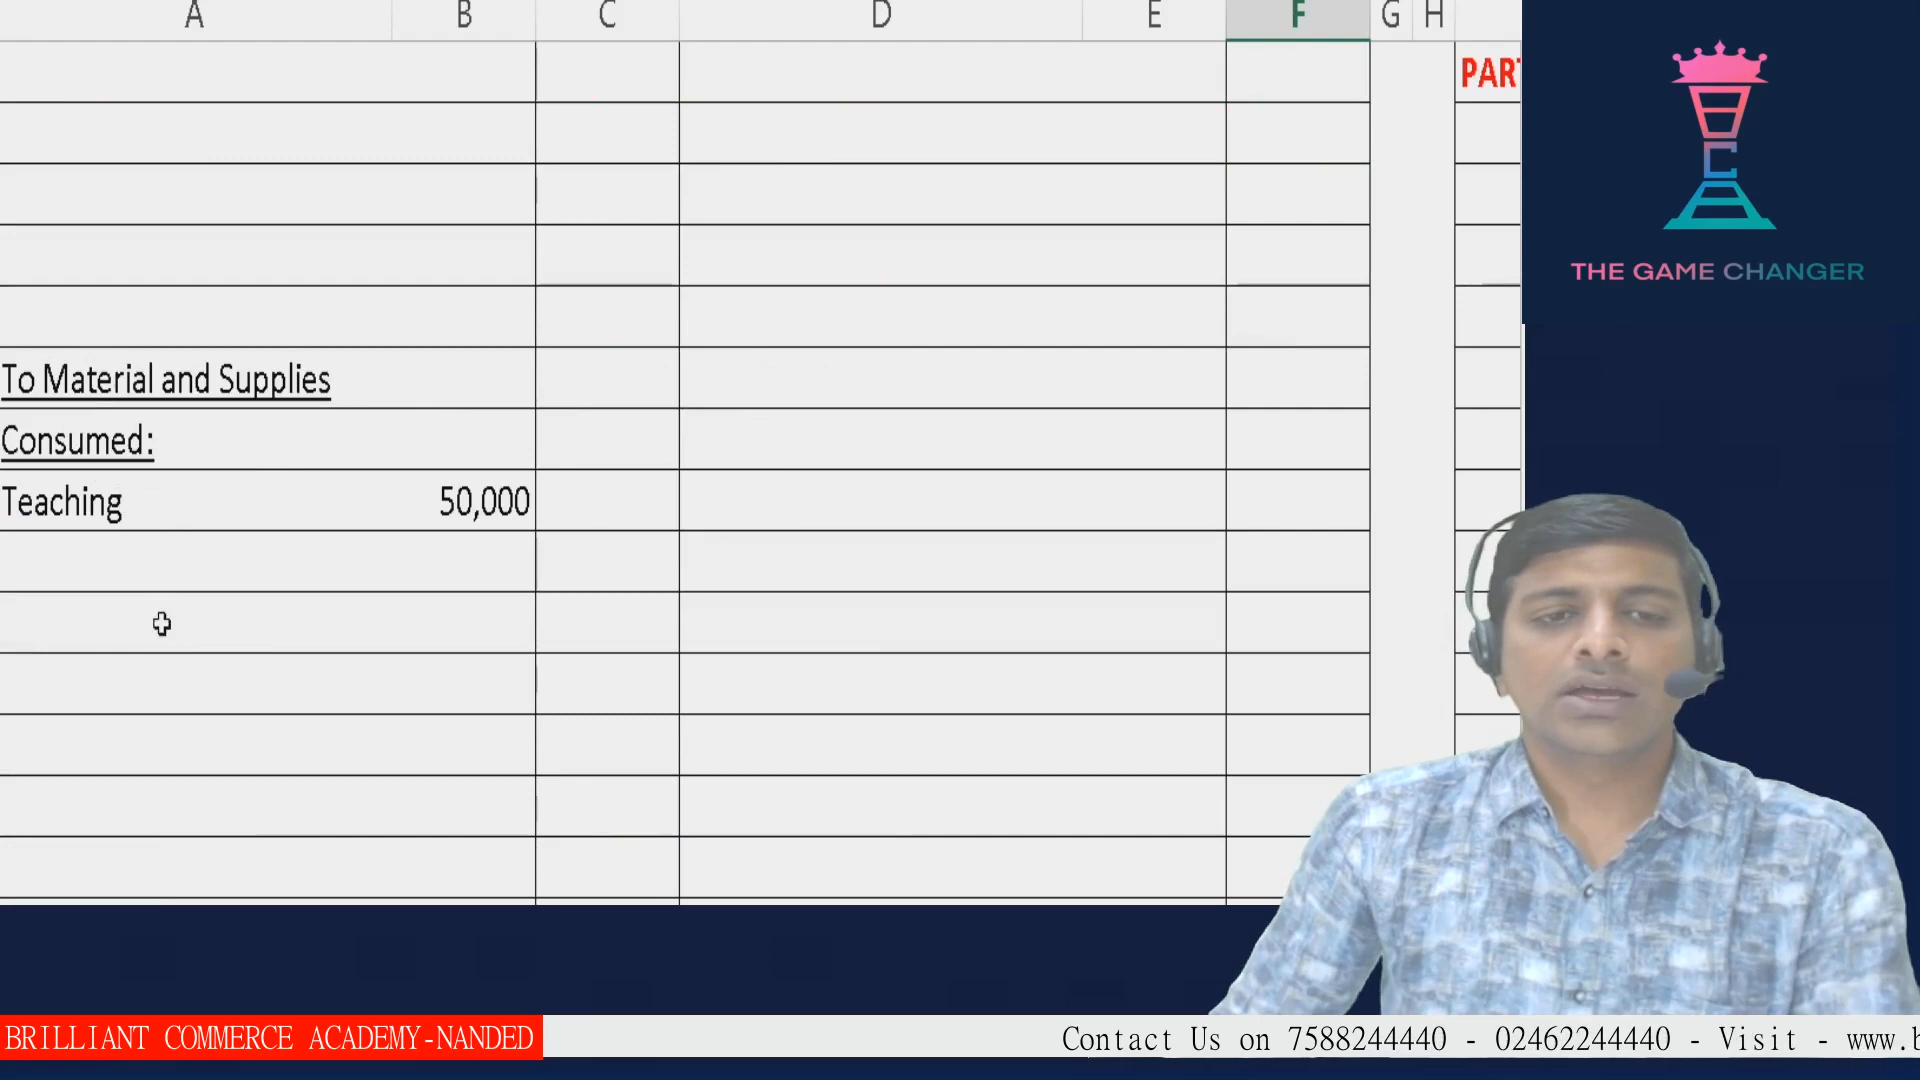 A B C D E F G H
PAR
To Material and Supplies
Consumed:
Teaching 50,000
THE GAME CHANGER
BRILLIANT COMMERCE ACADEMY-NANDED
Contact Us on 7588244440 - 02462244440 - Visit - www.b